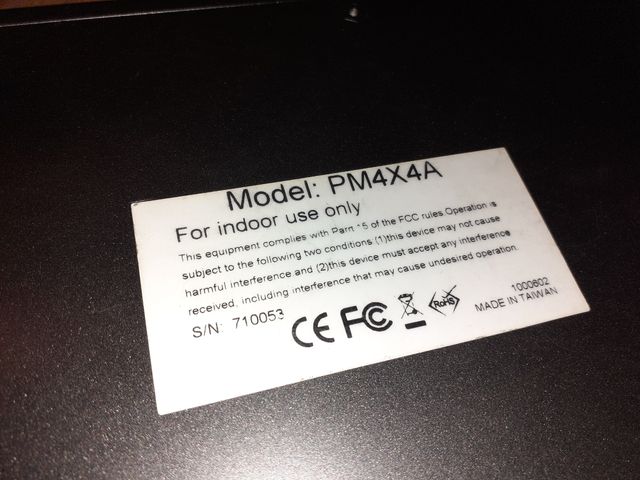 Model: PM4X4A
For indoor use only
This equipment complies with Parrt 15 of the FCC rules.Operation is
subject to the following two conditions:(1)this device may not cause
harmful interference and (2)this device must accept any interference
received, including interference that may cause undesired operation.
S/N: 710053
CE FC RoHS
1000802
MADE IN TAIWAN